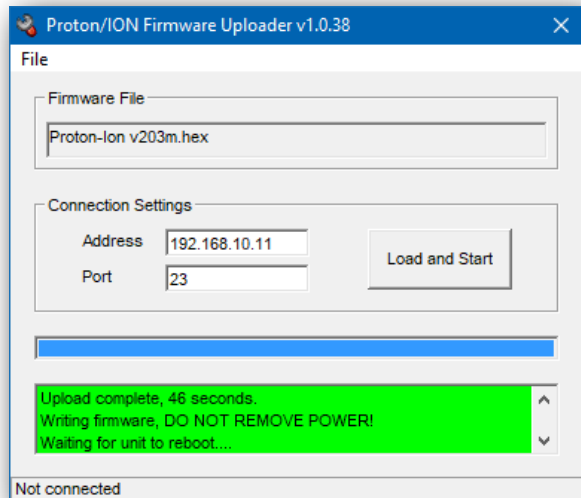 Proton/ION Firmware Uploader v1.0.38
File
Firmware File
Proton-Ion v203m.hex
Connection Settings
Address 192.168.10.11
Port 23
Load and Start
Upload complete, 46 seconds.
Writing firmware, DO NOT REMOVE POWER!
Waiting for unit to reboot....
Not connected